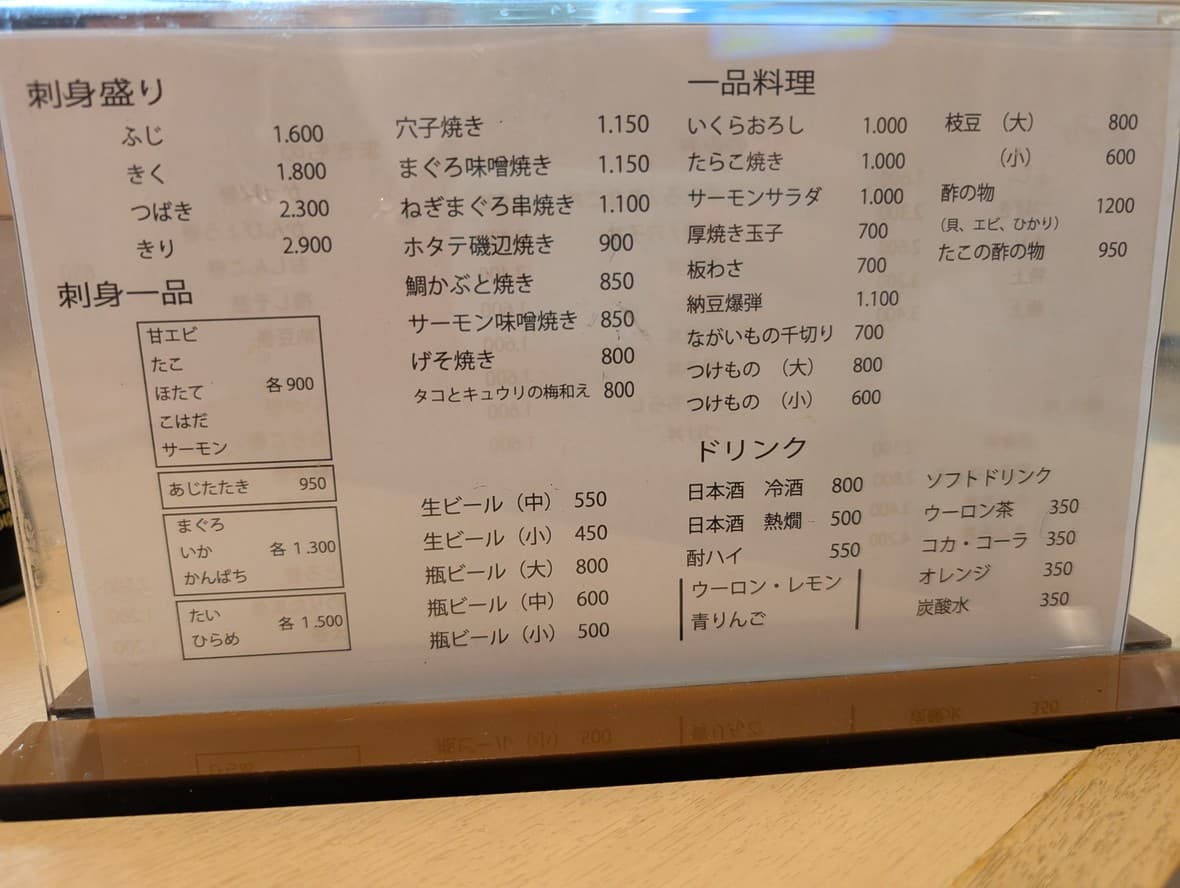 刺身盛り
ふじ 1.600
きく 1.800
つばき 2.300
きり 2.900
刺身一品
甘エビ
たこ
ほたて 各900
こはだ
サーモン
あじたたき 950
まぐろ
いか 各1.300
かんぱち
たい
ひらめ 各1.500
穴子焼き 1.150
まぐろ味噌焼き 1.150
ねぎまぐろ串焼き 1.100
ホタテ磯辺焼き 900
鯛かぶと焼き 850
サーモン味噌焼き 850
げそ焼き 800
タコとキュウリの梅和え 800
生ビール（中） 550
生ビール（小） 450
瓶ビール（大） 800
瓶ビール（中） 600
瓶ビール（小） 500
一品料理
いくらおろし 1.000
たらこ焼き 1.000
サーモンサラダ 1.000
厚焼き玉子 700
板わさ 700
納豆爆弾 1.100
ながいもの千切り 700
つけもの （大） 800
つけもの （小） 600
枝豆 （大） 800
（小） 600
酢の物 1200
（貝、エビ、ひかり）
たこの酢の物 950
ドリンク
日本酒 冷酒 800
日本酒 熱燗 500
酎ハイ 550
ウーロン・レモン
青りんご
ソフトドリンク
ウーロン茶 350
コカ・コーラ 350
オレンジ 350
炭酸水 350